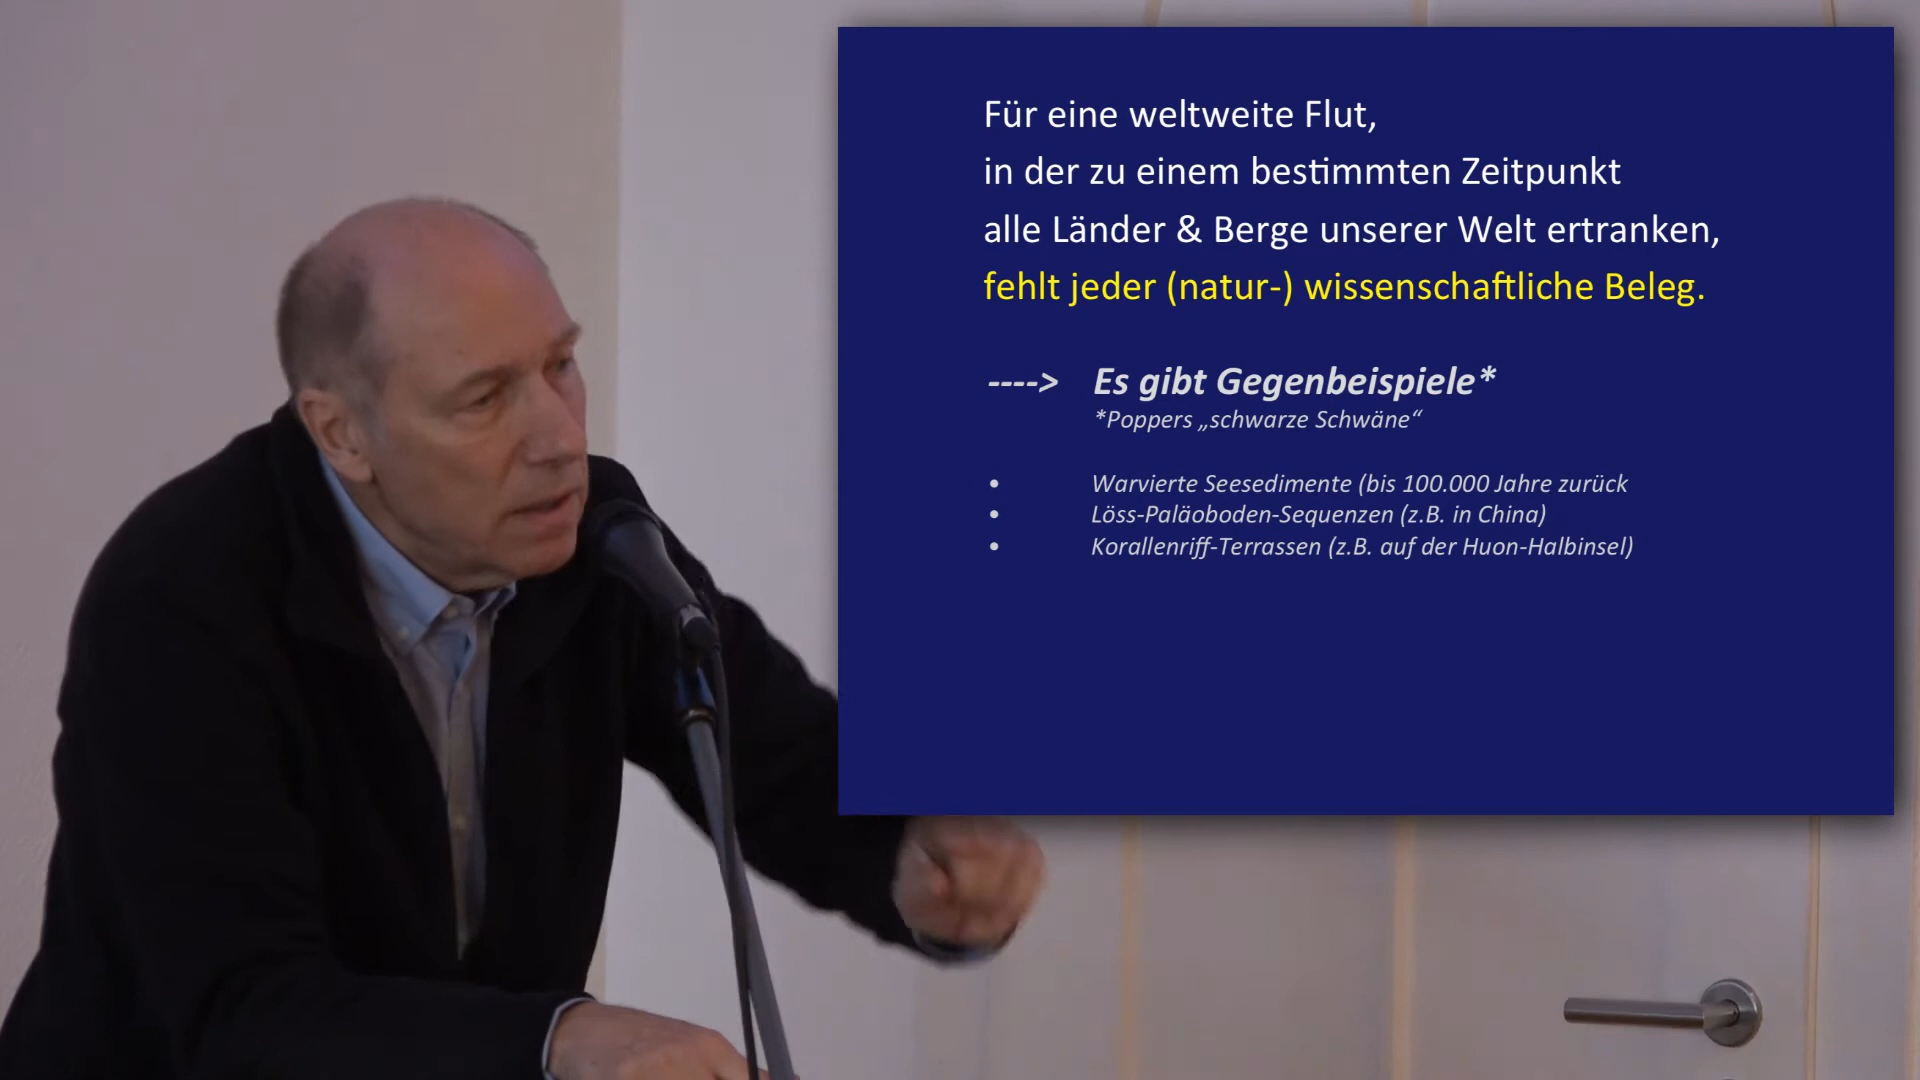 Für eine weltweite Flut,
in der zu einem bestimmten Zeitpunkt
alle Länder & Berge unserer Welt ertranken,
fehlt jeder (natur-) wissenschaftliche Beleg.
----> Es gibt Gegenbeispiele*
*Poppers „schwarze Schwäne“
• Warvierte Seesedimente (bis 100.000 Jahre zurück
• Löss-Paläoboden-Sequenzen (z.B. in China)
• Korallenriff-Terrassen (z.B. auf der Huon-Halbinsel)